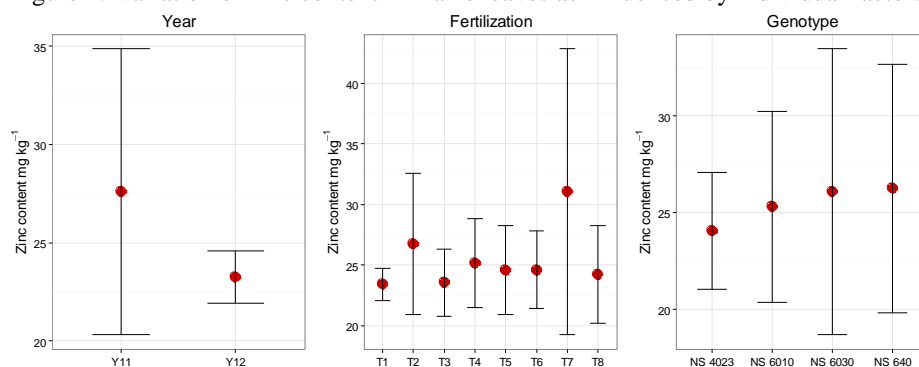 Year
Fertilization
Genotype
Zinc content mg kg⁻¹
35
30
25
20
Y11 Y12
Zinc content mg kg⁻¹
40
35
30
25
20
T1 T2 T3 T4 T5 T6 T7 T8
Zinc content mg kg⁻¹
30
25
20
NS 4023 NS 6010 NS 6030 NS 640